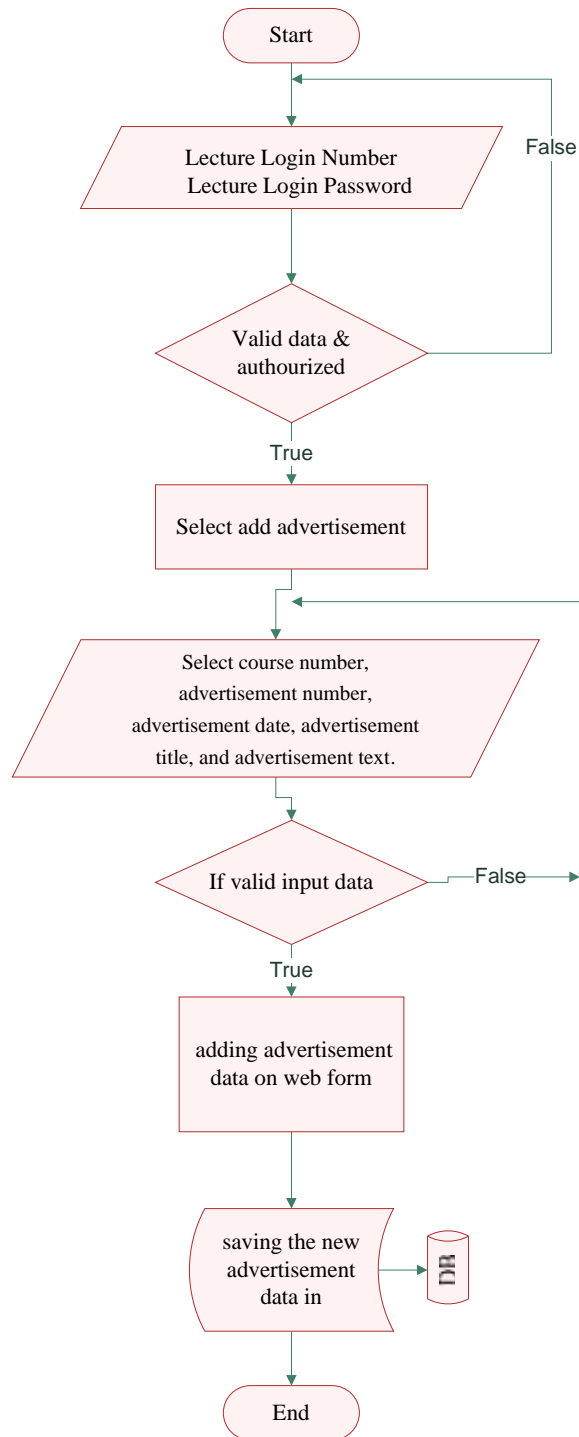 Start
False
Lecture Login Number
Lecture Login Password
Valid data &
authourized
True
Select add advertisement
Select course number,
advertisement number,
advertisement date, advertisement
title, and advertisement text.
If valid input data
False
True
adding advertisement
data on web form
saving the new
advertisement
data in
DB
End